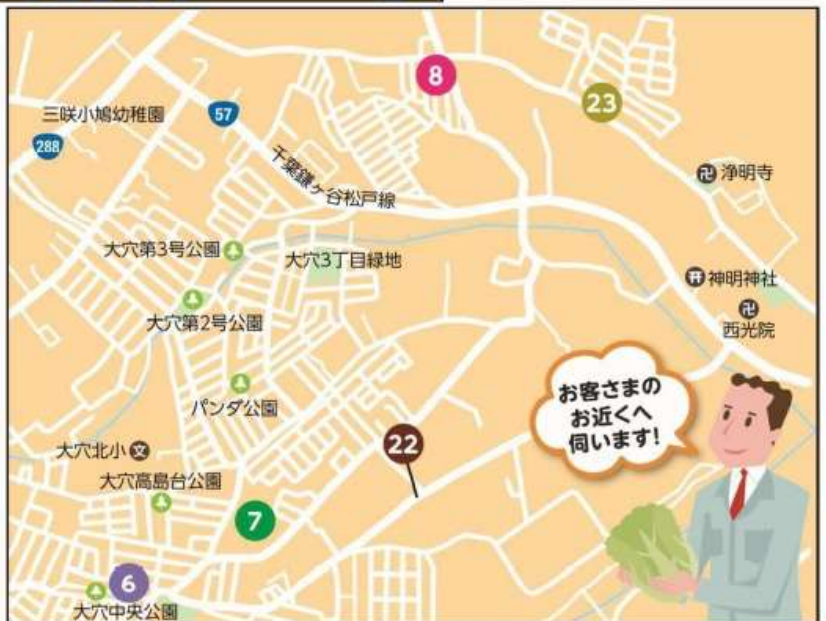 8
23
三咲小鳩幼稚園
57
288
千葉鎌ヶ谷松戸線
卍 浄明寺
大穴第3号公園
大穴3丁目緑地
神明神社
大穴第2号公園
卍
西光院
お客さまの
お近くへ
伺います!
パンダ公園
22
大穴北小 文
大穴高島台公園
7
6
大穴中央公園